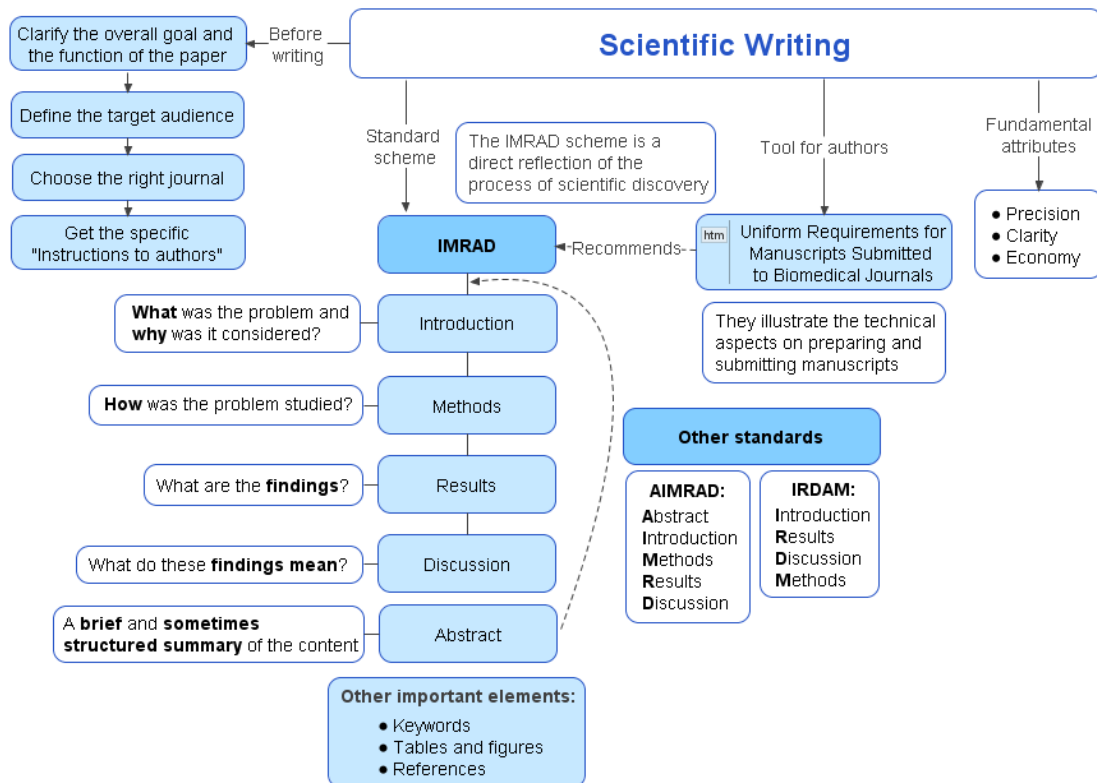 Scientific Writing
Before
writing
Clarify the overall goal and
the function of the paper
Define the target audience
Choose the right journal
Get the specific
"Instructions to authors"
Standard
scheme
The IMRAD scheme is a
direct reflection of the
process of scientific discovery
Tool for authors
Fundamental
attributes
● Precision
● Clarity
● Economy
IMRAD
Recommends
htm
Uniform Requirements for
Manuscripts Submitted
to Biomedical Journals
They illustrate the technical
aspects on preparing and
submitting manuscripts
What was the problem and
why was it considered?
Introduction
How was the problem studied?
Methods
What are the findings?
Results
What do these findings mean?
Discussion
A brief and sometimes
structured summary of the content
Abstract
Other standards
AIMRAD:
Abstract
Introduction
Methods
Results
Discussion
IRDAM:
Introduction
Results
Discussion
Methods
Other important elements:
● Keywords
● Tables and figures
● References